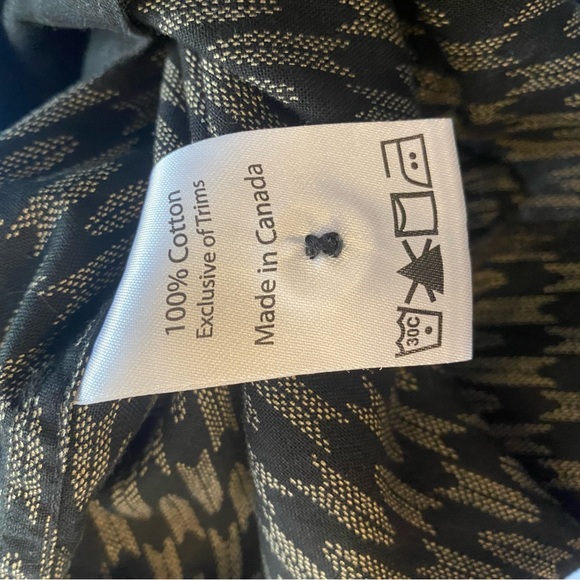 100% Cotton
Exclusive of Trims
Made in Canada
30C